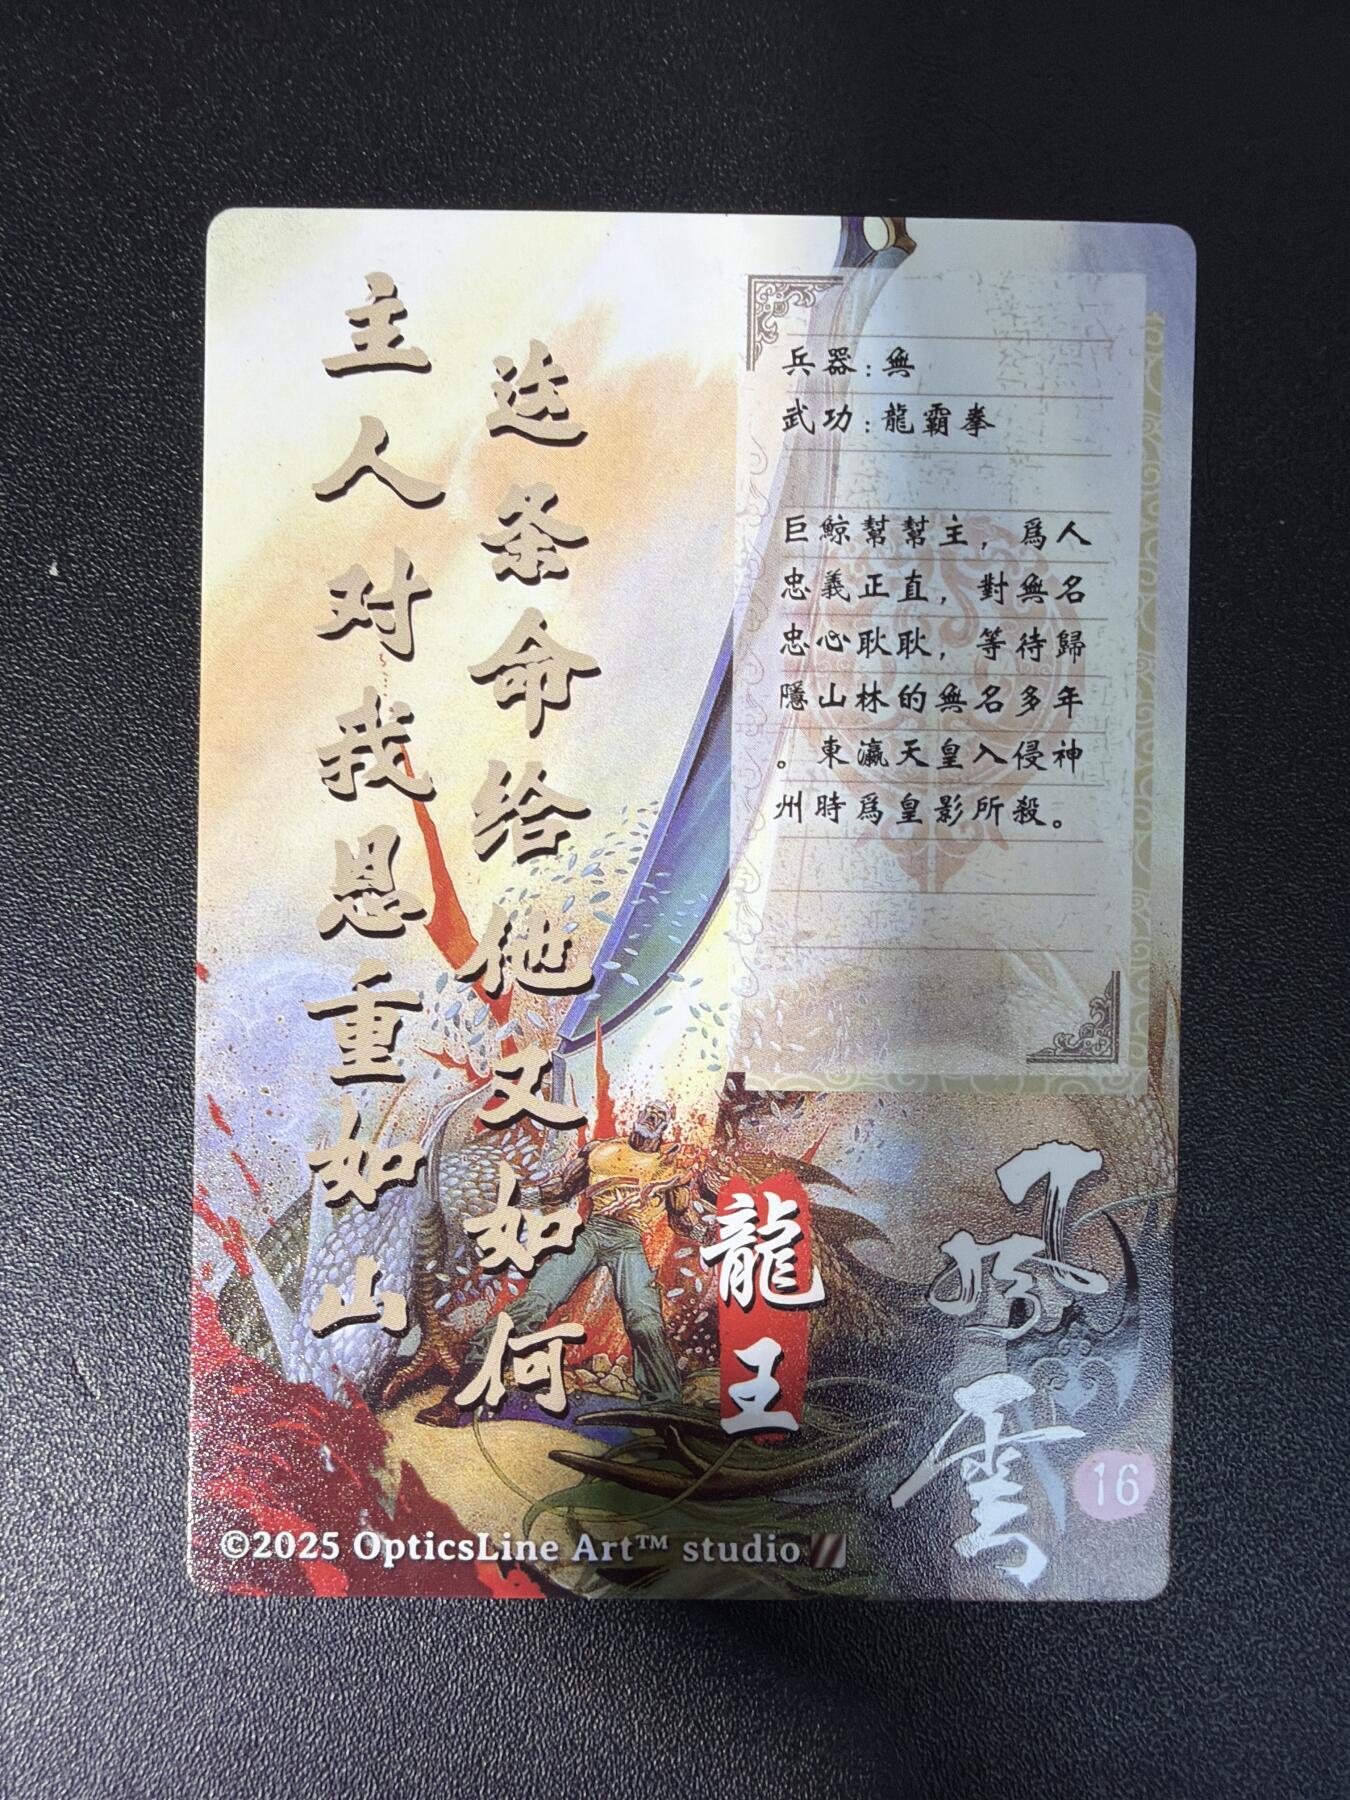 主人对我恩重如山
这条命给他又如何
兵器:無
武功:龍霸拳
巨鯨幫幫主，爲人
忠義正直，對無名
忠心耿耿，等待歸
隱山林的無名多年
。東瀛天皇入侵神
州時爲皇影所殺。
龍王
風雲
16
©2025 OpticsLine Art™ studio